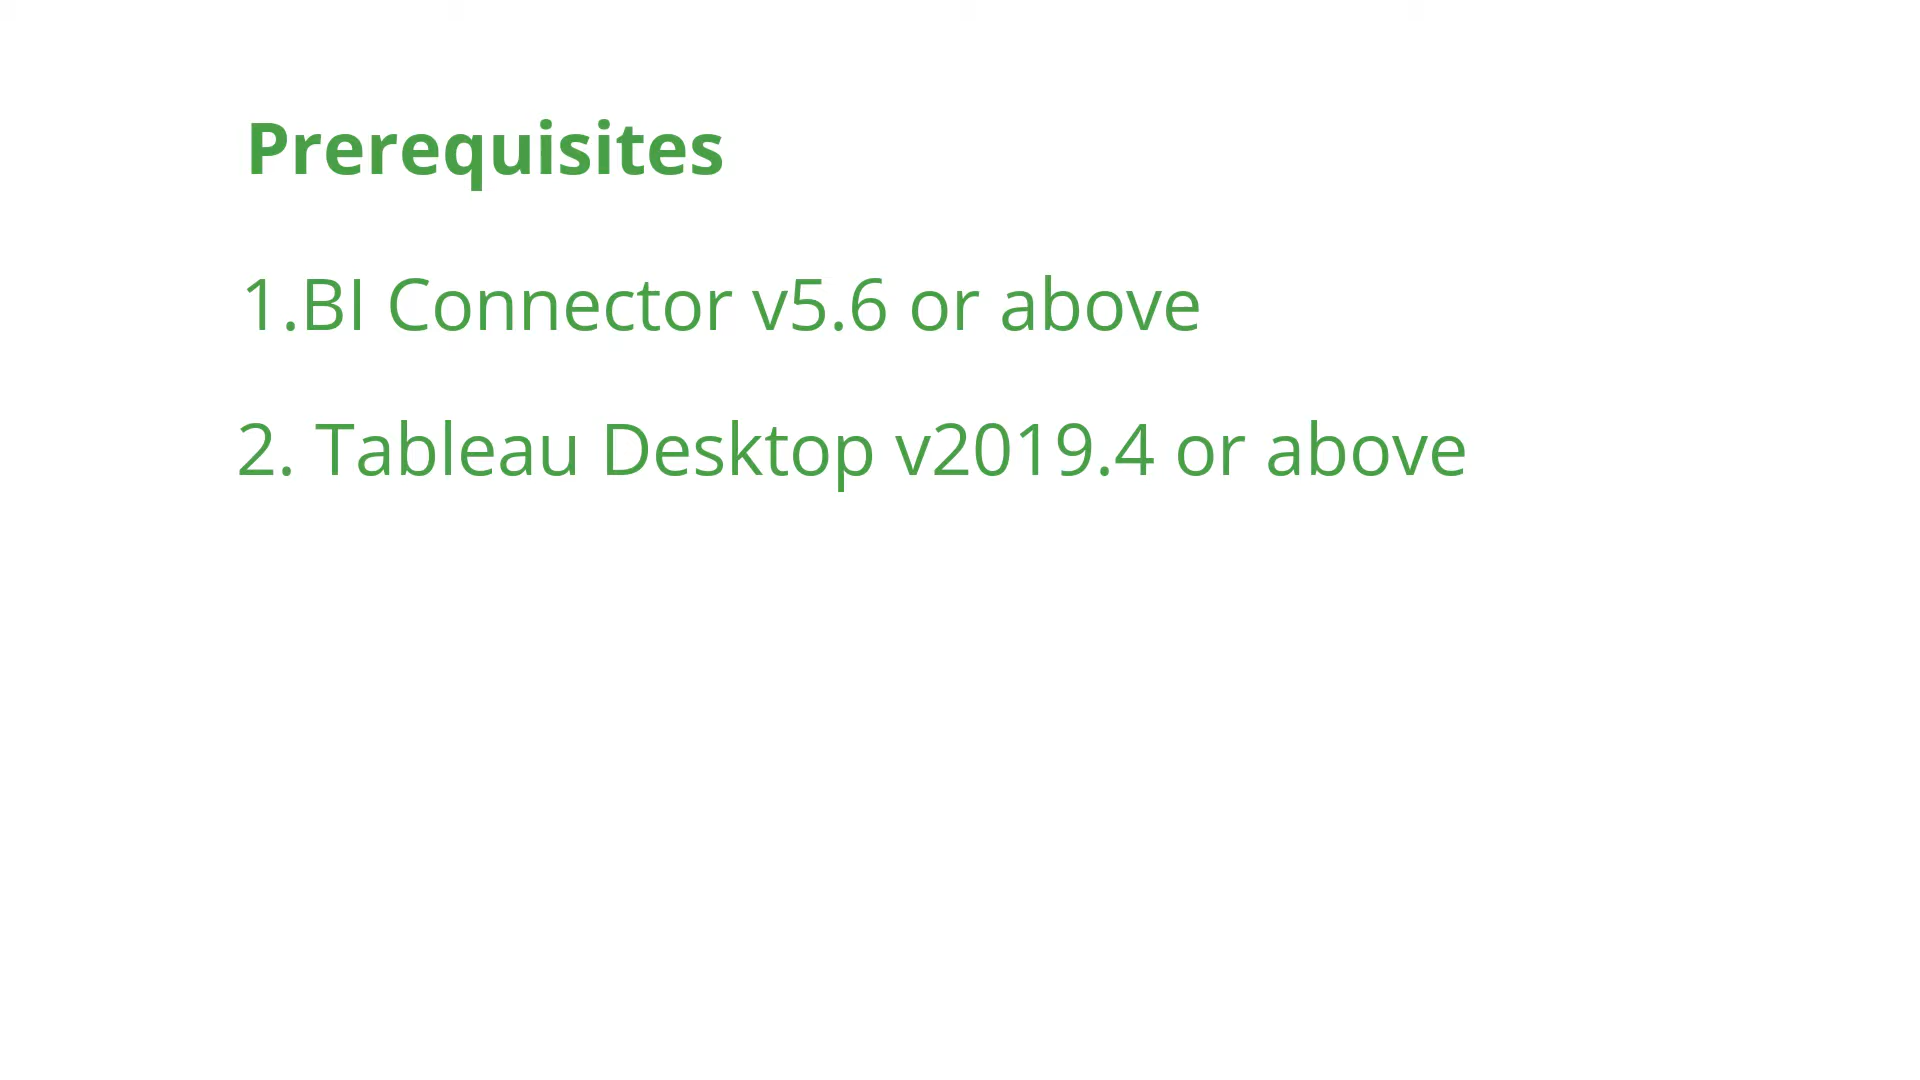 Prerequisites
1.BI Connector v5.6 or above
2. Tableau Desktop v2019.4 or above